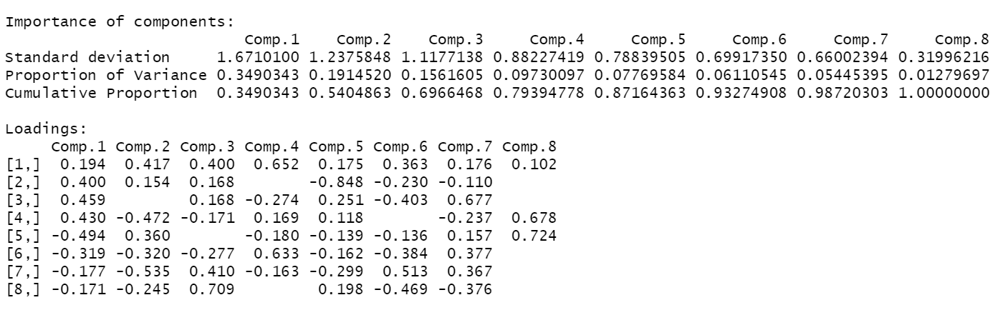 Importance of components:
                          Comp.1    Comp.2    Comp.3     Comp.4     Comp.5     Comp.6     Comp.7     Comp.8
Standard deviation     1.6710100 1.2375848 1.1177138 0.88227419 0.78839505 0.69917350 0.66002394 0.31996216
Proportion of Variance 0.3490343 0.1914520 0.1561605 0.09730097 0.07769584 0.06110545 0.05445395 0.01279697
Cumulative Proportion  0.3490343 0.5404863 0.6966468 0.79394778 0.87164363 0.93274908 0.98720303 1.00000000
Loadings:
     Comp.1 Comp.2 Comp.3 Comp.4 Comp.5 Comp.6 Comp.7 Comp.8
[1,]  0.194  0.417  0.400  0.652  0.175  0.363  0.176  0.102
[2,]  0.400  0.154  0.168        -0.848 -0.230 -0.110
[3,]  0.459         0.168 -0.274  0.251 -0.403  0.677
[4,]  0.430 -0.472 -0.171  0.169  0.118        -0.237  0.678
[5,] -0.494  0.360        -0.180 -0.139 -0.136  0.157  0.724
[6,] -0.319 -0.320 -0.277  0.633 -0.162 -0.384  0.377
[7,] -0.177 -0.535  0.410 -0.163 -0.299  0.513  0.367
[8,] -0.171 -0.245  0.709         0.198 -0.469 -0.376